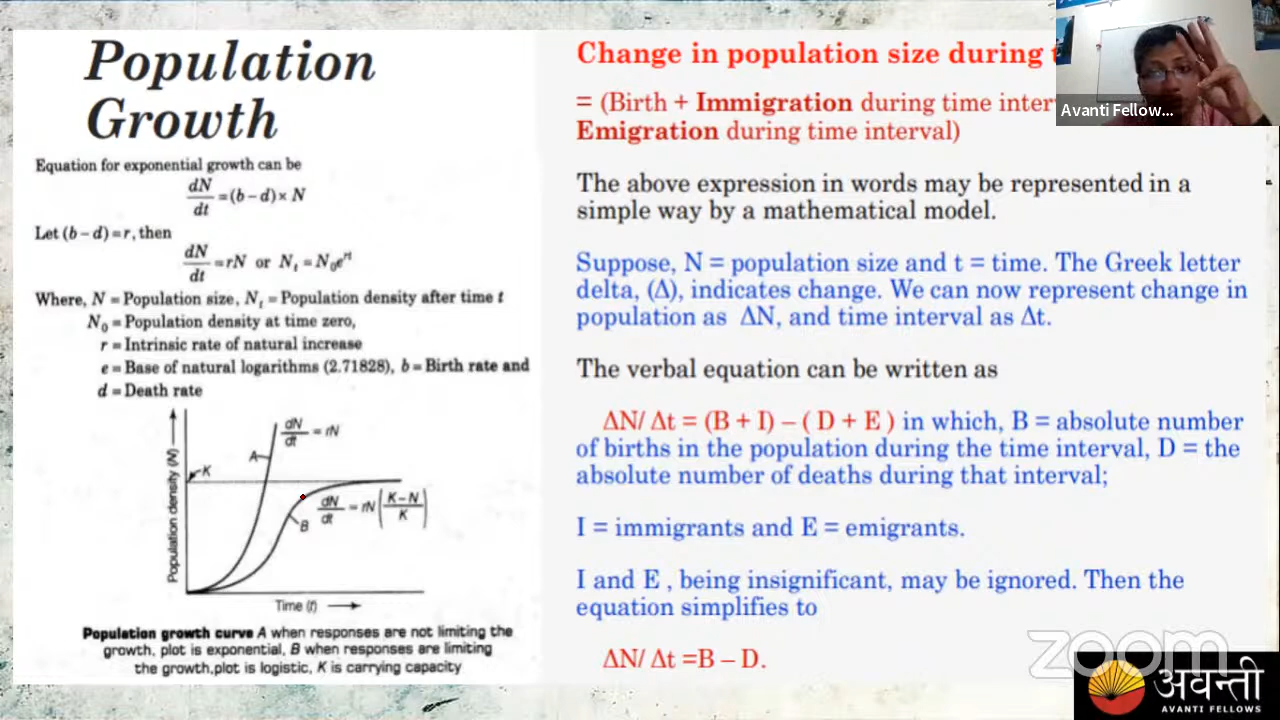 Population
Growth
Equation for exponential growth can be
dN/dt = (b – d) × N
Let (b – d) = r, then
dN/dt = rN or N_t = N_0e^rt
Where, N = Population size, N_t = Population density after time t
N_0 = Population density at time zero,
r = Intrinsic rate of natural increase
e = Base of natural logarithms (2.71828), b = Birth rate and
d = Death rate
dN/dt = rN
A
K
dN/dt = rN(K–N/K)
B
Population density (N)
Time (t)
Population growth curve A when responses are not limiting the
growth, plot is exponential, B when responses are limiting
the growth,plot is logistic, K is carrying capacity
Change in population size during
= (Birth + Immigration during time
Emigration during time interval)
The above expression in words may be represented in a
simple way by a mathematical model.
Suppose, N = population size and t = time. The Greek letter
delta, (Δ), indicates change. We can now represent change in
population as ΔN, and time interval as Δt.
The verbal equation can be written as
ΔN/ Δt = (B + I) – ( D + E ) in which, B = absolute number
of births in the population during the time interval, D = the
absolute number of deaths during that interval;
I = immigrants and E = emigrants.
I and E , being insignificant, may be ignored. Then the
equation simplifies to
ΔN/ Δt =B – D.
Avanti Fellow...
zoom
अवन्ती
AVANTI FELLOWS